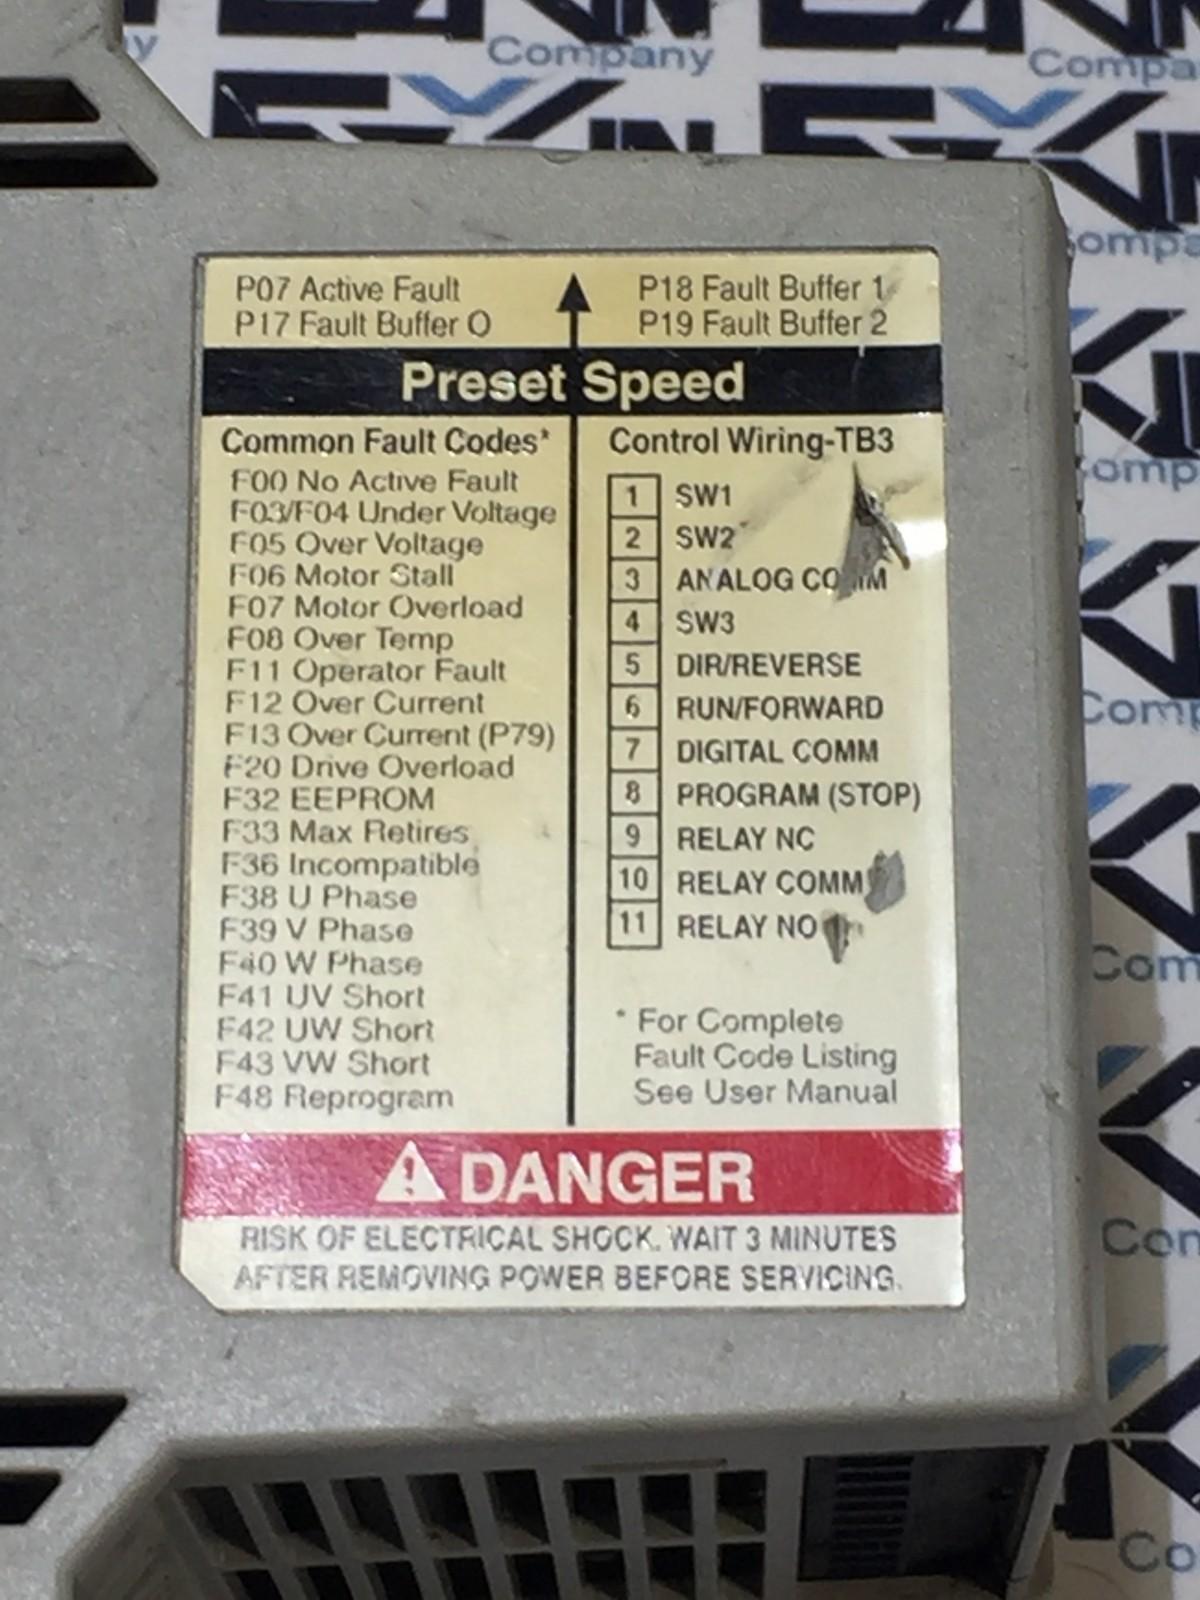 Company
Compa
P07 Active Fault
P17 Fault Buffer O
P18 Fault Buffer 1
P19 Fault Buffer 2
Preset Speed
Common Fault Codes*
F00 No Active Fault
F03/F04 Under Voltage
F05 Over Voltage
F06 Motor Stall
F07 Motor Overload
F08 Over Temp
F11 Operator Fault
F12 Over Current
F13 Over Current (P79)
F20 Drive Overload
F32 EEPROM
F33 Max Retires
F36 Incompatible
F38 U Phase
F39 V Phase
F40 W Phase
F41 UV Short
F42 UW Short
F43 VW Short
F48 Reprogram
Control Wiring-TB3
1 SW1
2 SW2
3 ANALOG COMM
4 SW3
5 DIR/REVERSE
6 RUN/FORWARD
7 DIGITAL COMM
8 PROGRAM (STOP)
9 RELAY NC
10 RELAY COMM
11 RELAY NO
* For Complete
Fault Code Listing
See User Manual
DANGER
RISK OF ELECTRICAL SHOCK. WAIT 3 MINUTES
AFTER REMOVING POWER BEFORE SERVICING.